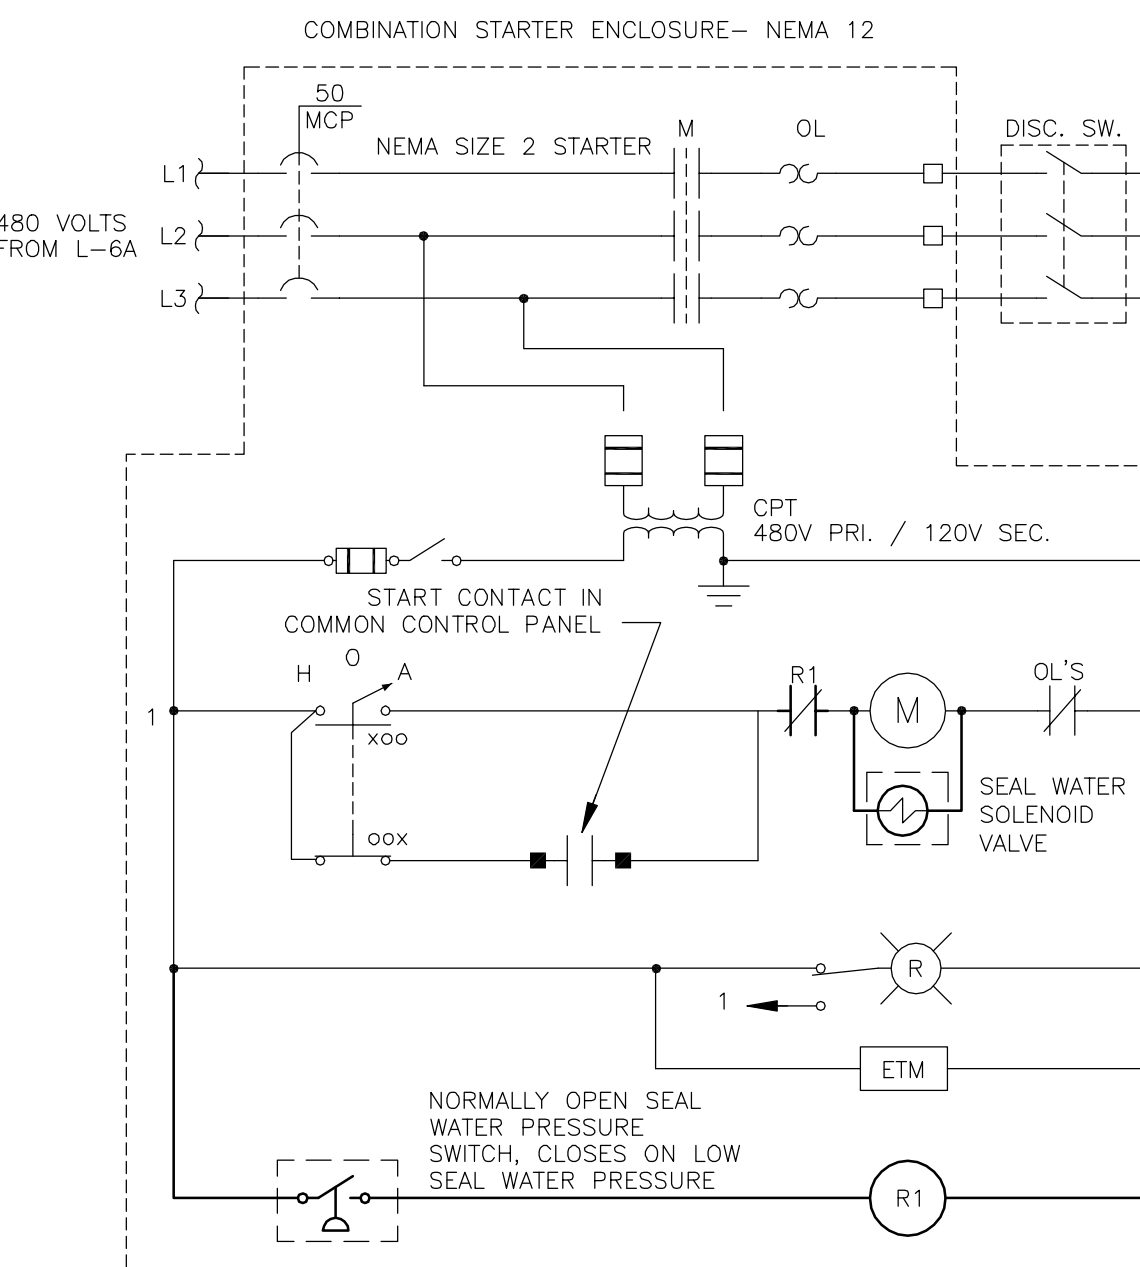 COMBINATION STARTER ENCLOSURE– NEMA 12
50
MCP
NEMA SIZE 2 STARTER
M
OL
DISC. SW.
L1
480 VOLTS
FROM L–6A
L2
L3
CPT
480V PRI. / 120V SEC.
START CONTACT IN
COMMON CONTROL PANEL
H
O
A
R1
OL'S
1
M
XOO
SEAL WATER
SOLENOID
VALVE
OOX
R
1
ETM
NORMALLY OPEN SEAL
WATER PRESSURE
SWITCH, CLOSES ON LOW
SEAL WATER PRESSURE
R1